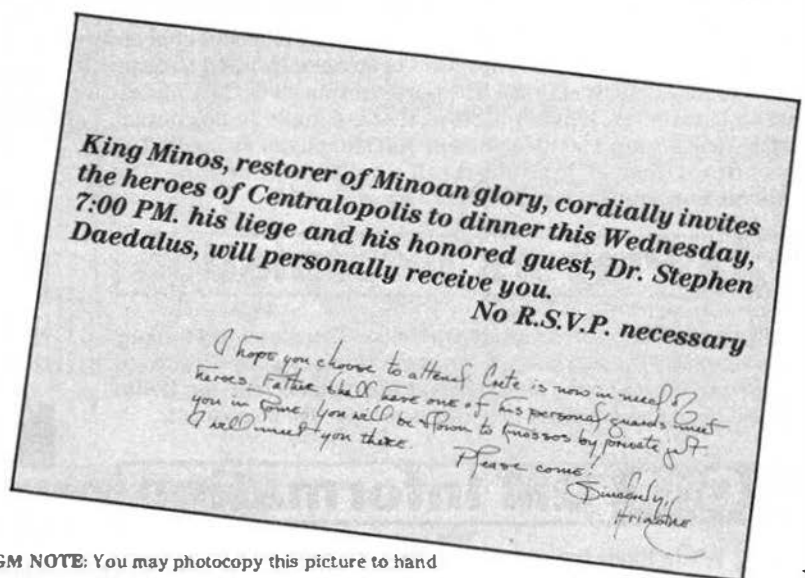 King Minos, restorer of Minoan glory, cordially invites
the heroes of Centralopolis to dinner this Wednesday,
7:00 PM. his liege and his honored guest, Dr. Stephen
Daedalus, will personally receive you.
No R.S.V.P. necessary
I hope you choose to attend. Crete is now in need of
heroes. Father shall have one of his personal guards meet
you in Rome. You will be flown to Knossos by private jet.
I will meet you there.
Please come!
Sincerely,
Ariadne
GM NOTE: You may photocopy this picture to hand